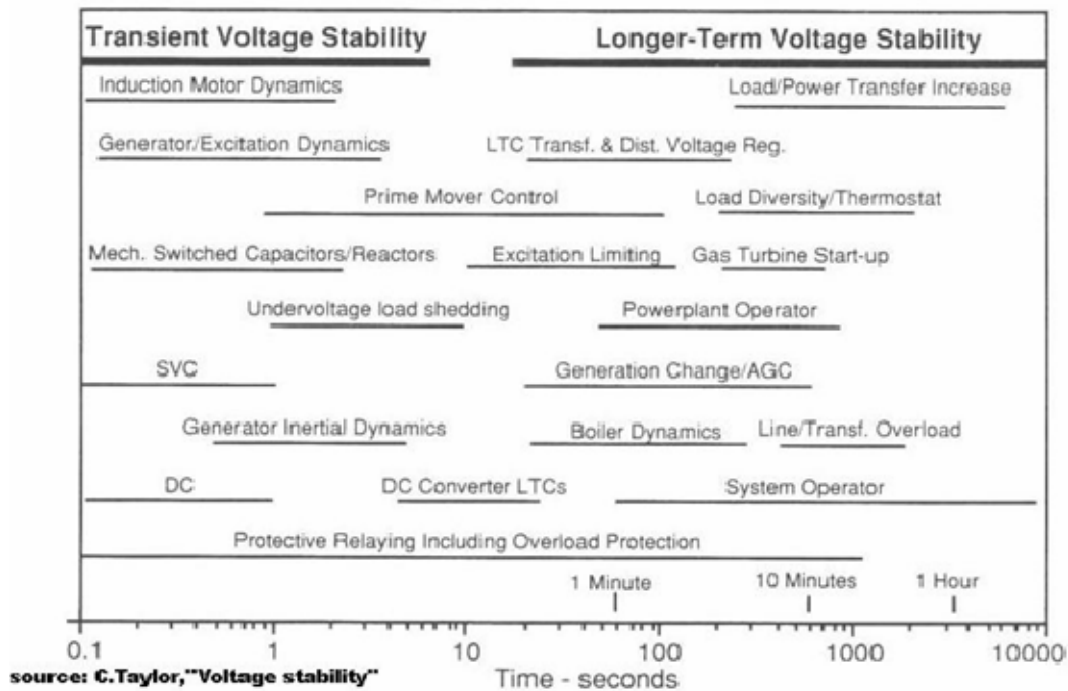 Transient Voltage Stability Longer-Term Voltage Stability
Induction Motor Dynamics Load/Power Transfer Increase
Generator/Excitation Dynamics LTC Transf. & Dist. Voltage Reg.
Prime Mover Control Load Diversity/Thermostat
Mech. Switched Capacitors/Reactors Excitation Limiting Gas Turbine Start-up
Undervoltage load shedding Powerplant Operator
SVC Generation Change/AGC
Generator Inertial Dynamics Boiler Dynamics Line/Transf. Overload
DC DC Converter LTCs System Operator
Protective Relaying Including Overload Protection
1 Minute 10 Minutes 1 Hour
0.1 1 10 100 1000 10000
source: C.Taylor,"Voltage stability" Time - seconds